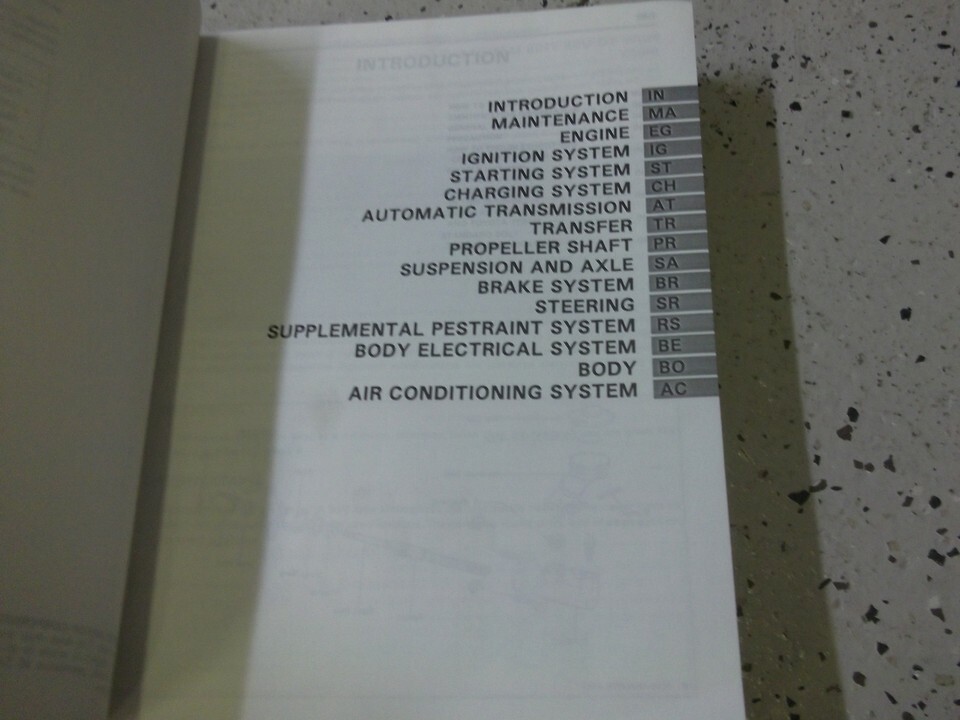 INTRODUCTION
INTRODUCTION IN
MAINTENANCE MA
ENGINE EG
IGNITION SYSTEM IG
STARTING SYSTEM ST
CHARGING SYSTEM CH
AUTOMATIC TRANSMISSION AT
TRANSFER TR
PROPELLER SHAFT PR
SUSPENSION AND AXLE SA
BRAKE SYSTEM BR
STEERING SR
SUPPLEMENTAL PESTRAINT SYSTEM RS
BODY ELECTRICAL SYSTEM BE
BODY BO
AIR CONDITIONING SYSTEM AC